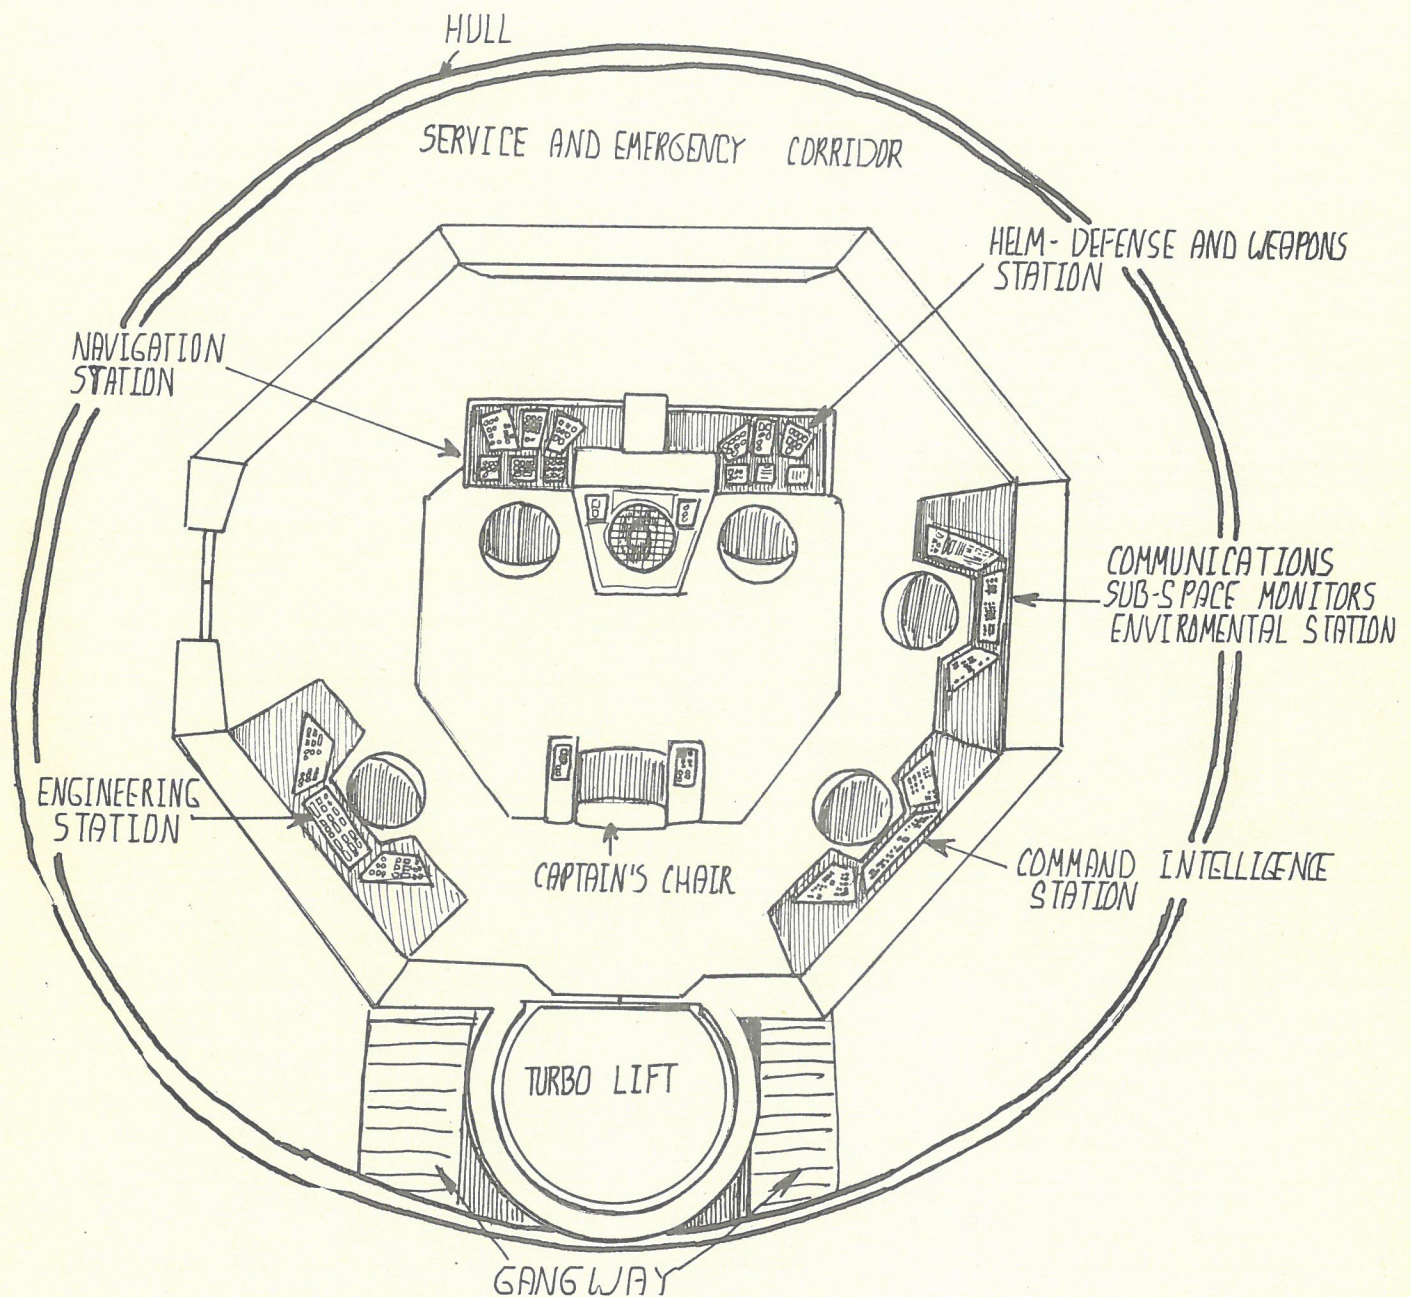 HULL
SERVICE AND EMERGENCY CORRIDOR
HELM- DEFENSE AND WEAPONS
STATION
NAVIGATION
STATION
COMMUNICATIONS
SUB-SPACE MONITORS
ENVIROMENTAL STATION
ENGINEERING
STATION
CAPTAIN'S CHAIR
COMMAND INTELLIGENCE
STATION
TURBO LIFT
GANGWAY